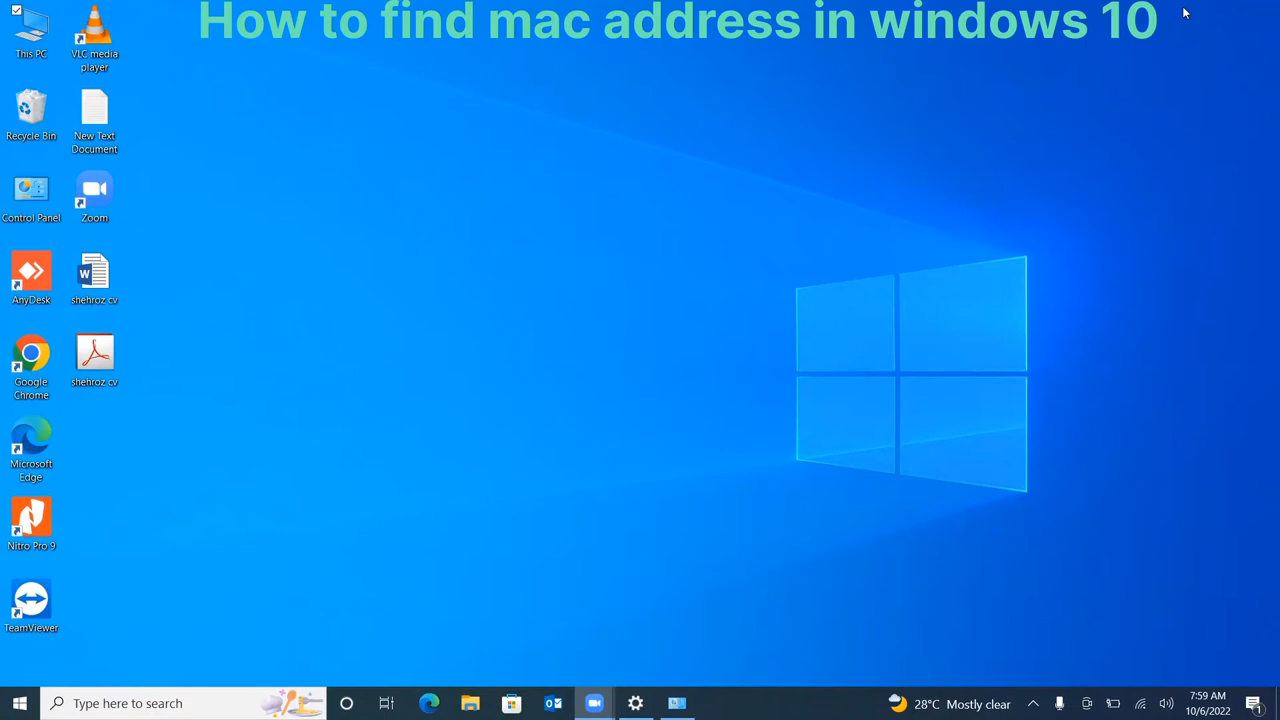 How to find mac address in windows 10
This PC
VLC media
player
Recycle Bin
New Text
Document
Control Panel
Zoom
AnyDesk
shehroz cv
Google
Chrome
shehroz cv
Microsoft
Edge
Nitro Pro 9
TeamViewer
Type here to search
28°C Mostly clear
7:59 AM
10/6/2022
1